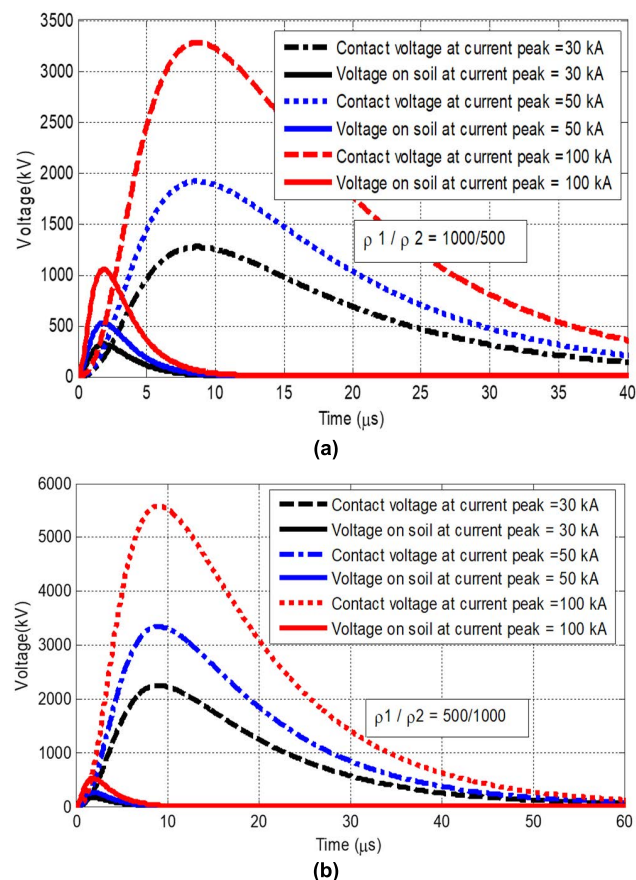 3500
3000
2500
2000
1500
1000
500
0
Voltage(kV)
Contact voltage at current peak =30 kA
Voltage on soil at current peak = 30 kA
Contact voltage at current peak =50 kA
Voltage on soil at current peak = 50 kA
Contact voltage at current peak =100 kA
Voltage on soil at current peak = 100 kA
ρ 1 / ρ 2 = 1000/500
0 5 10 15 20 25 30 35 40
Time (μs)
(a)
6000
5000
4000
3000
2000
1000
0
Voltage(kV)
Contact voltage at current peak =30 kA
Voltage on soil at current peak = 30 kA
Contact voltage at current peak =50 kA
Voltage on soil at current peak = 50 kA
Contact voltage at current peak =100 kA
Voltage on soil at current peak = 100 kA
ρ1 / ρ2 = 500/1000
0 10 20 30 40 50 60
Time (μs)
(b)